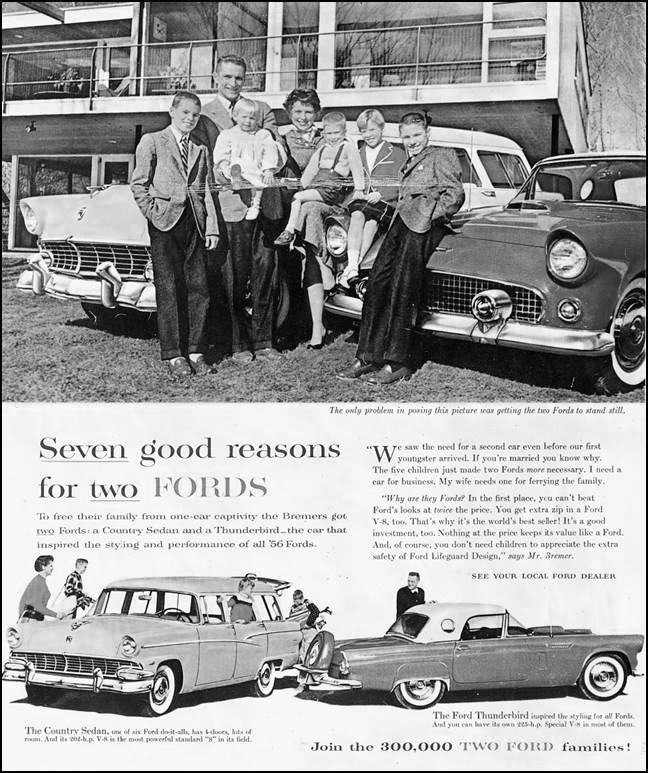 The only problem in posing this picture was getting the two Fords to stand still.
Seven good reasons
for two FORDS
To free their family from one-car captivity the Bremers got
two Fords: a Country Sedan and a Thunderbird—the car that
inspired the styling and performance of all '56 Fords.
"We saw the need for a second car even before our first
youngster arrived. If you're married you know why.
The five children just made two Fords more necessary. I need a
car for business. My wife needs one for ferrying the family.
"Why are they Fords? In the first place, you can't beat
Ford's looks at twice the price. You get extra zip in a Ford
V-8, too. That's why it's the world's best seller! It's a good
investment, too. Nothing at the price keeps its value like a Ford.
And, of course, you don't need children to appreciate the extra
safety of Ford Lifeguard Design," says Mr. Bremer.
SEE YOUR LOCAL FORD DEALER
The Country Sedan, one of six Ford do-it-alls, has 4-doors, lots of
room. And its 202-h.p. V-8 is the most powerful standard "8" in its field.
The Ford Thunderbird inspired the styling for all Fords.
And you can have its own 225-h.p. Special V-8 in most of them.
Join the 300,000 TWO FORD families!